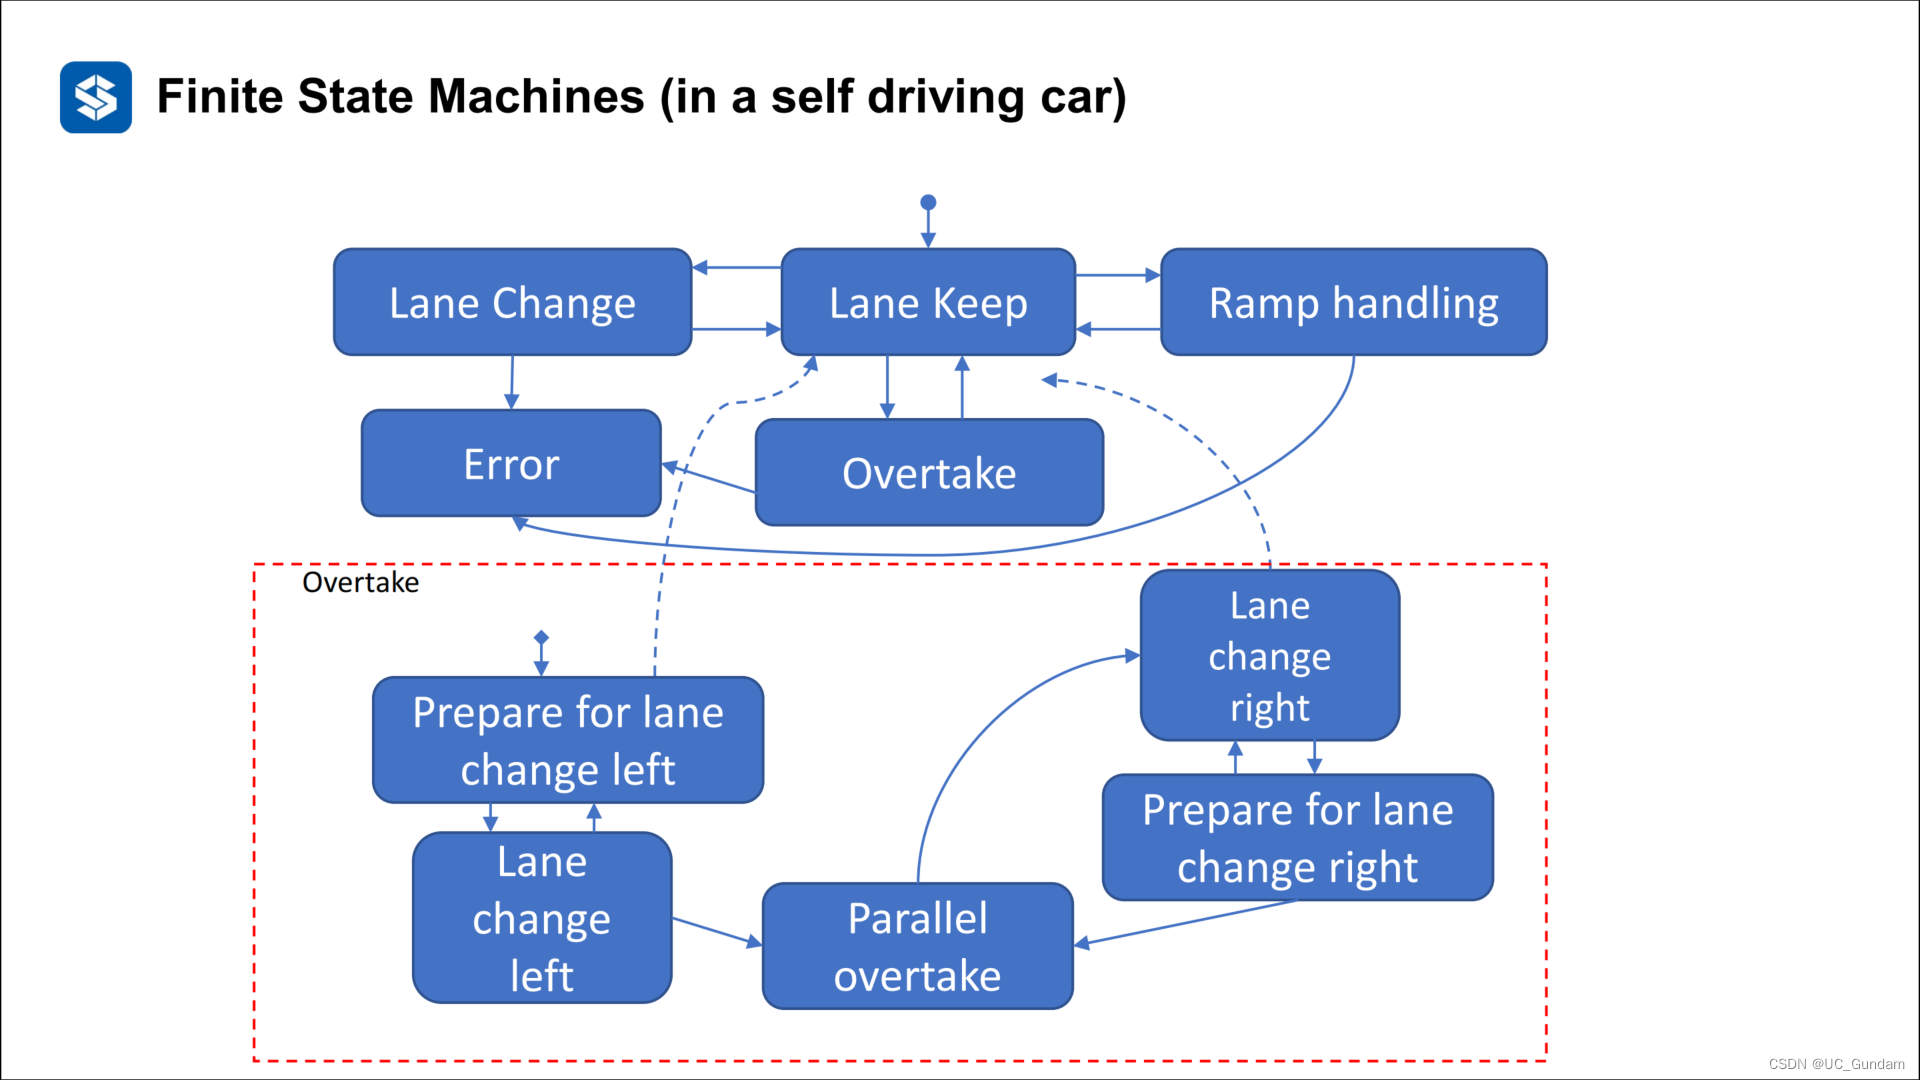 Finite State Machines (in a self driving car)
Lane Change
Lane Keep
Ramp handling
Error
Overtake
Overtake
Prepare for lane
change left
Lane
change
left
Parallel
overtake
Lane
change
right
Prepare for lane
change right
CSDN @UC_Gundam